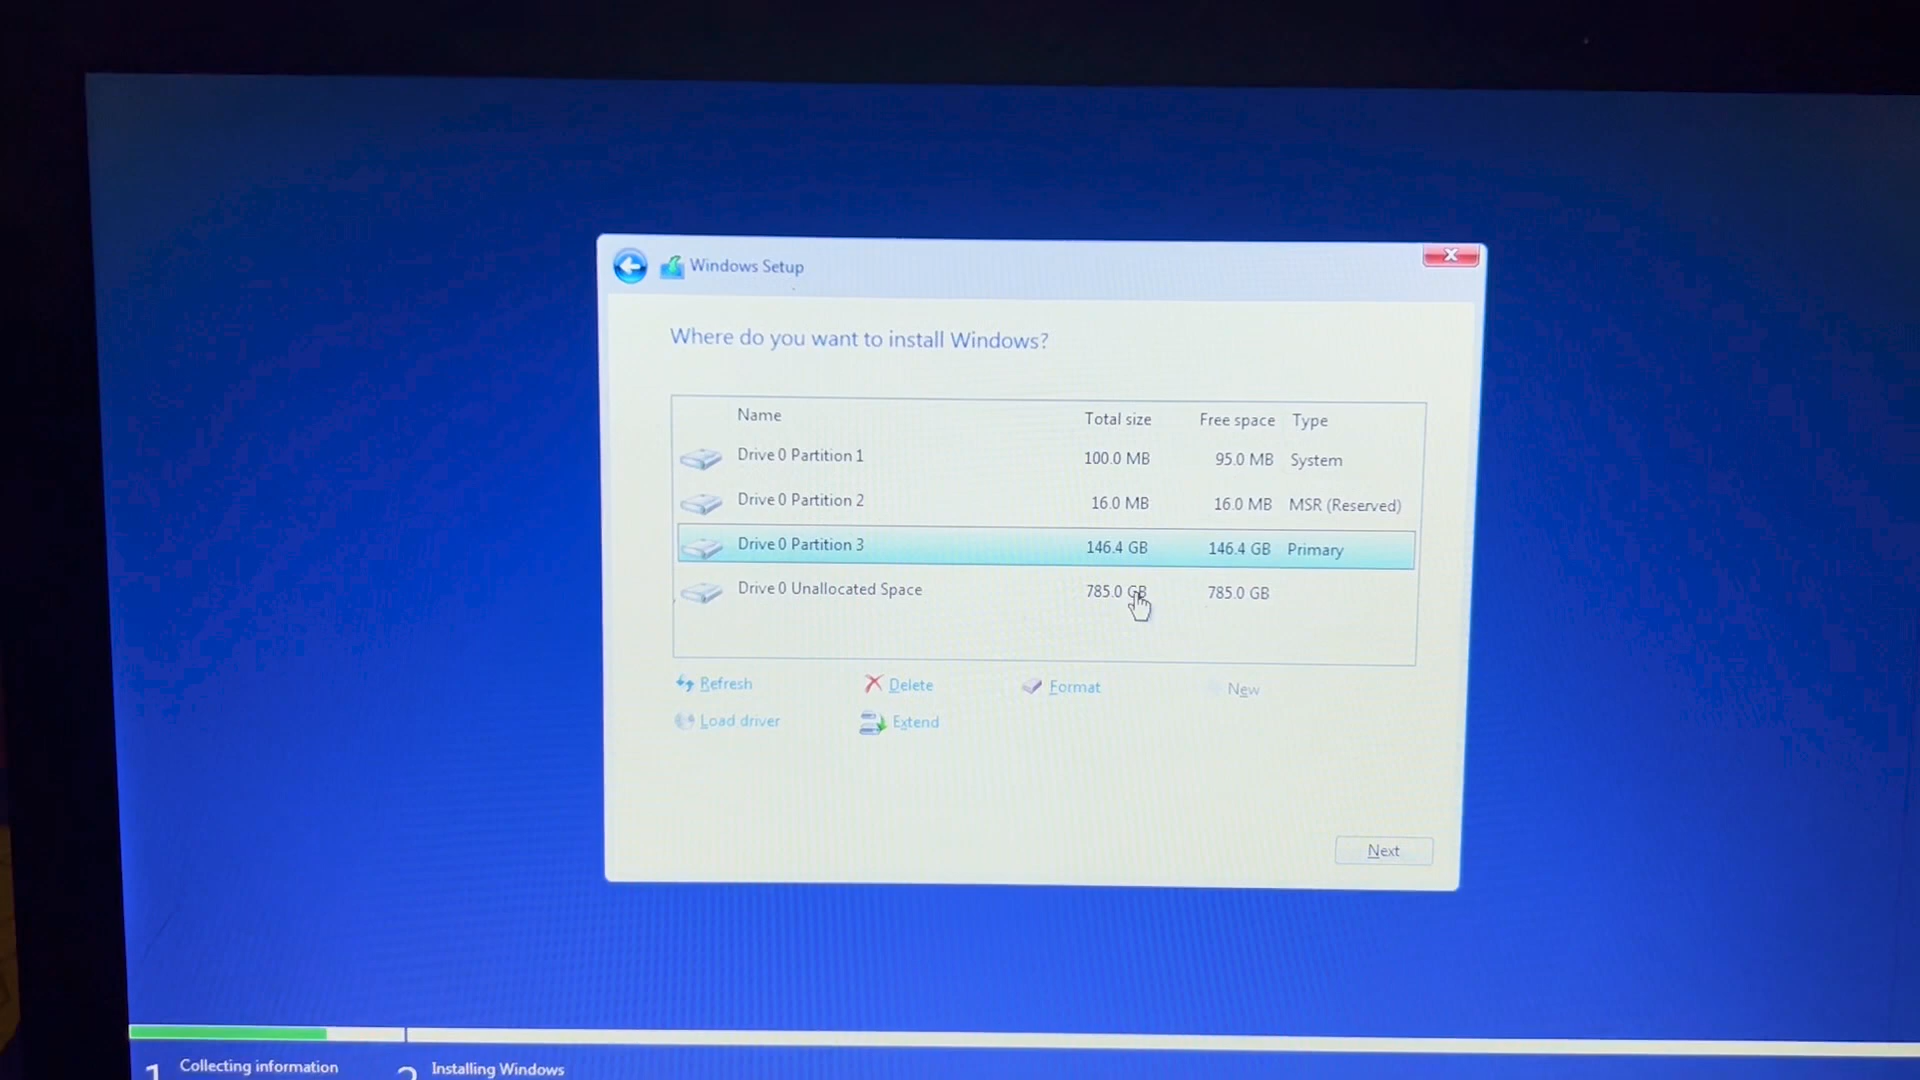 Windows Setup
Where do you want to install Windows?
Name Total size Free space Type
Drive 0 Partition 1 100.0 MB 95.0 MB System
Drive 0 Partition 2 16.0 MB 16.0 MB MSR (Reserved)
Drive 0 Partition 3 146.4 GB 146.4 GB Primary
Drive 0 Unallocated Space 785.0 GB 785.0 GB
Refresh Delete Format New
Load driver Extend
Next
1 Collecting information 2 Installing Windows